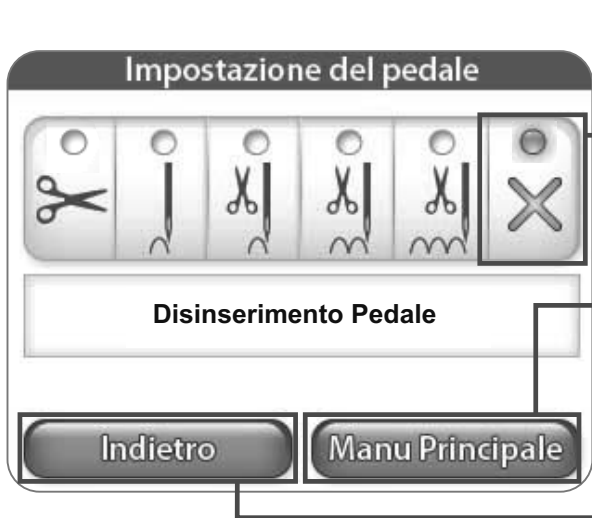 Impostazione del pedale
Disinserimento Pedale
Indietro
Manu Principale